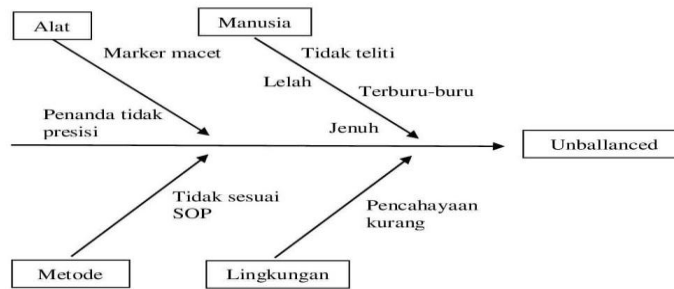 Alat
Manusia
Marker macet
Tidak teliti
Lelah
Terburu-buru
Penanda tidak
presisi
Jenuh
Unballanced
Tidak sesuai
SOP
Pencahayaan
kurang
Metode
Lingkungan